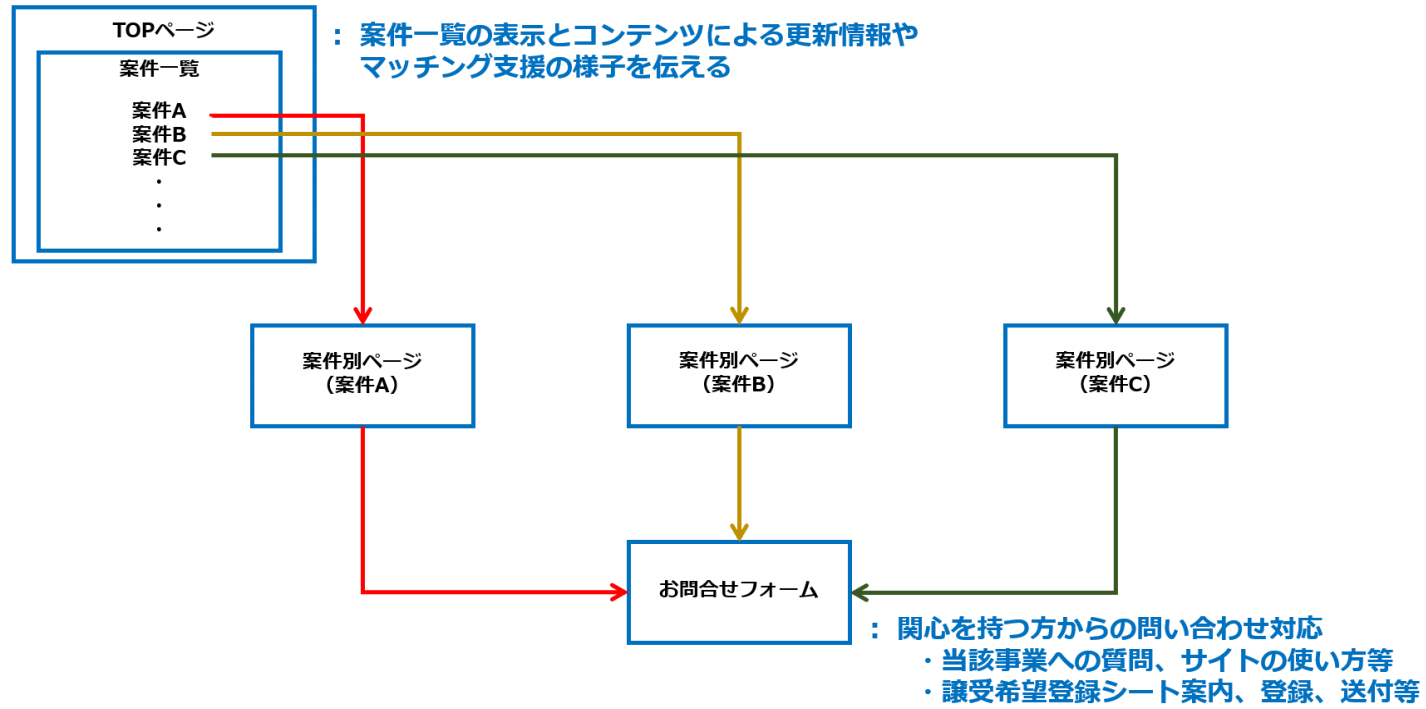 TOPページ
： 案件一覧の表示とコンテンツによる更新情報や
マッチング支援の様子を伝える
案件一覧
案件A
案件B
案件C
・
・
・
案件別ページ
（案件A）
案件別ページ
（案件B）
案件別ページ
（案件C）
お問合せフォーム
： 関心を持つ方からの問い合わせ対応
・当該事業への質問、サイトの使い方等
・譲受希望登録シート案内、登録、送付等